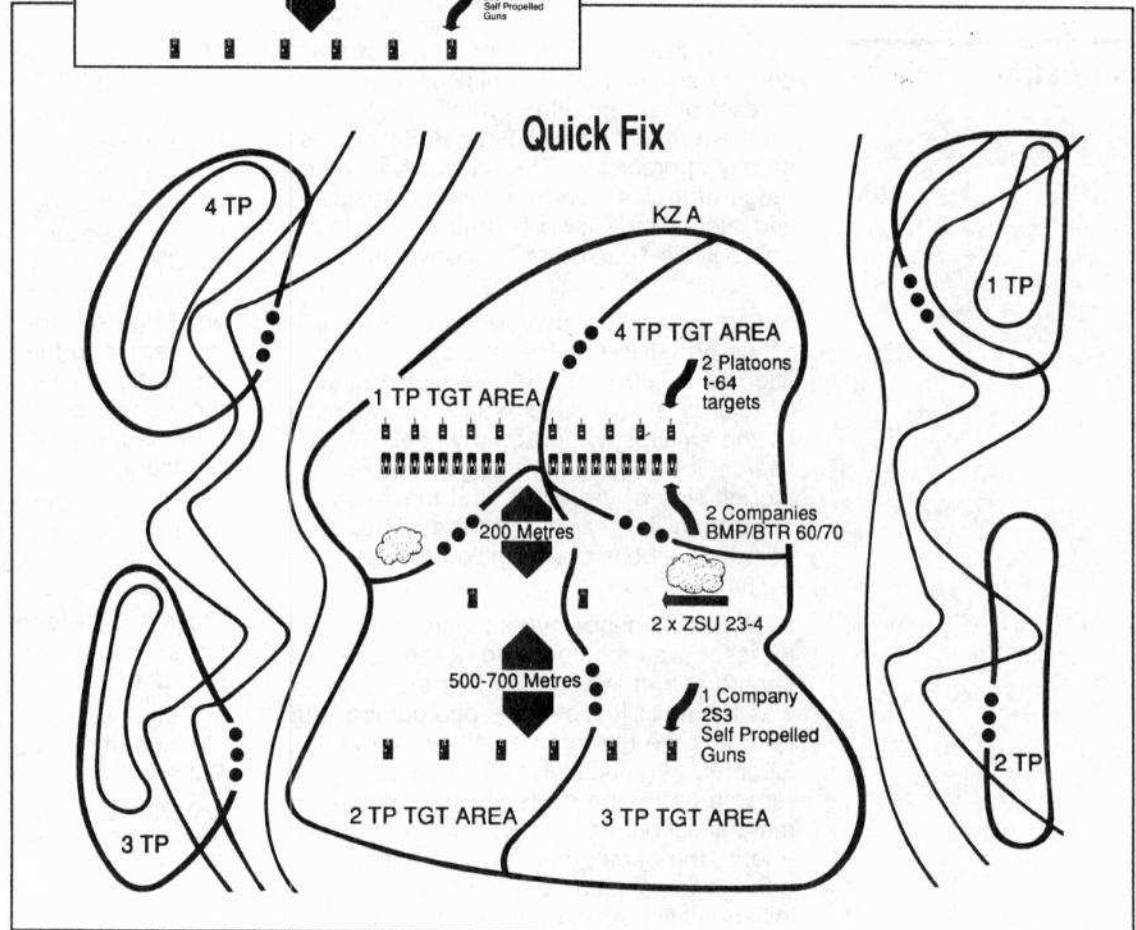 Self Propelled
Guns
Quick Fix
KZ A
4 TP
1 TP
4 TP TGT AREA
2 Platoons
t-64
targets
1 TP TGT AREA
2 Companies
BMP/BTR 60/70
200 Metres
2 x ZSU 23-4
500-700 Metres
1 Company
2S3
Self Propelled
Guns
2 TP
2 TP TGT AREA
3 TP TGT AREA
3 TP